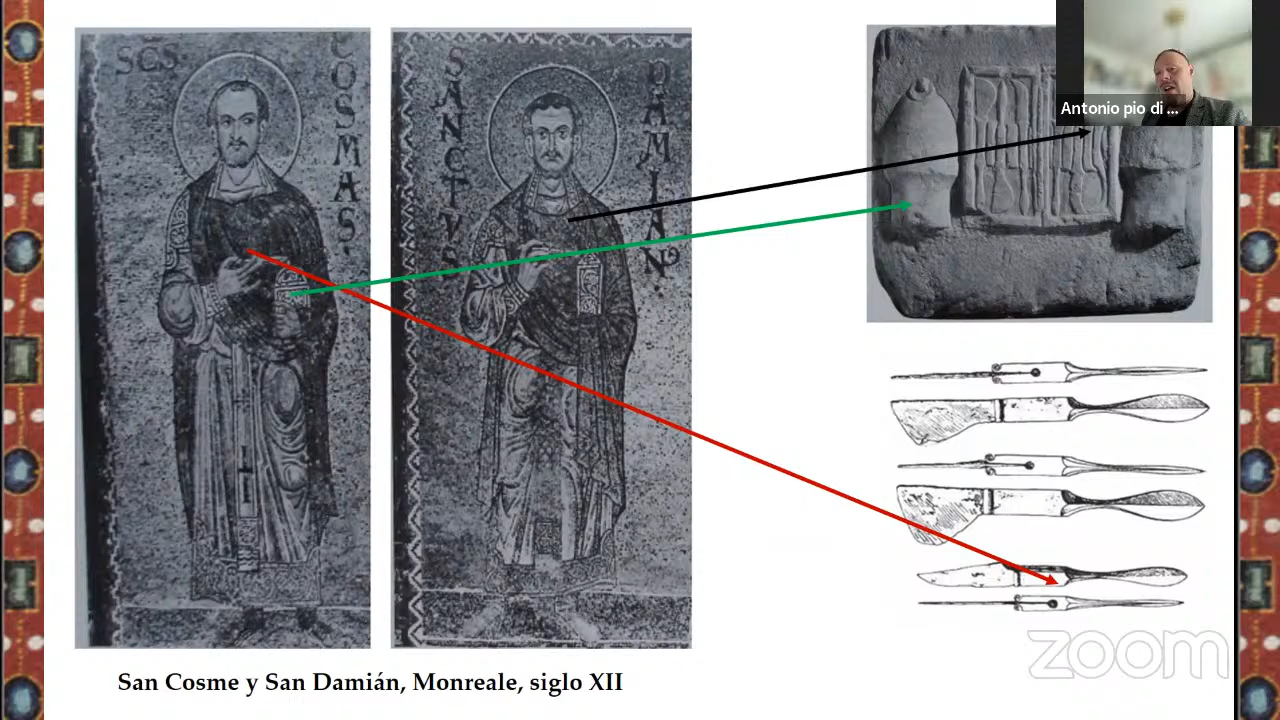 SCS
COSMAS
SANCTVS
DAMIAN
Antonio pio di ...
zoom
San Cosme y San Damián, Monreale, siglo XII